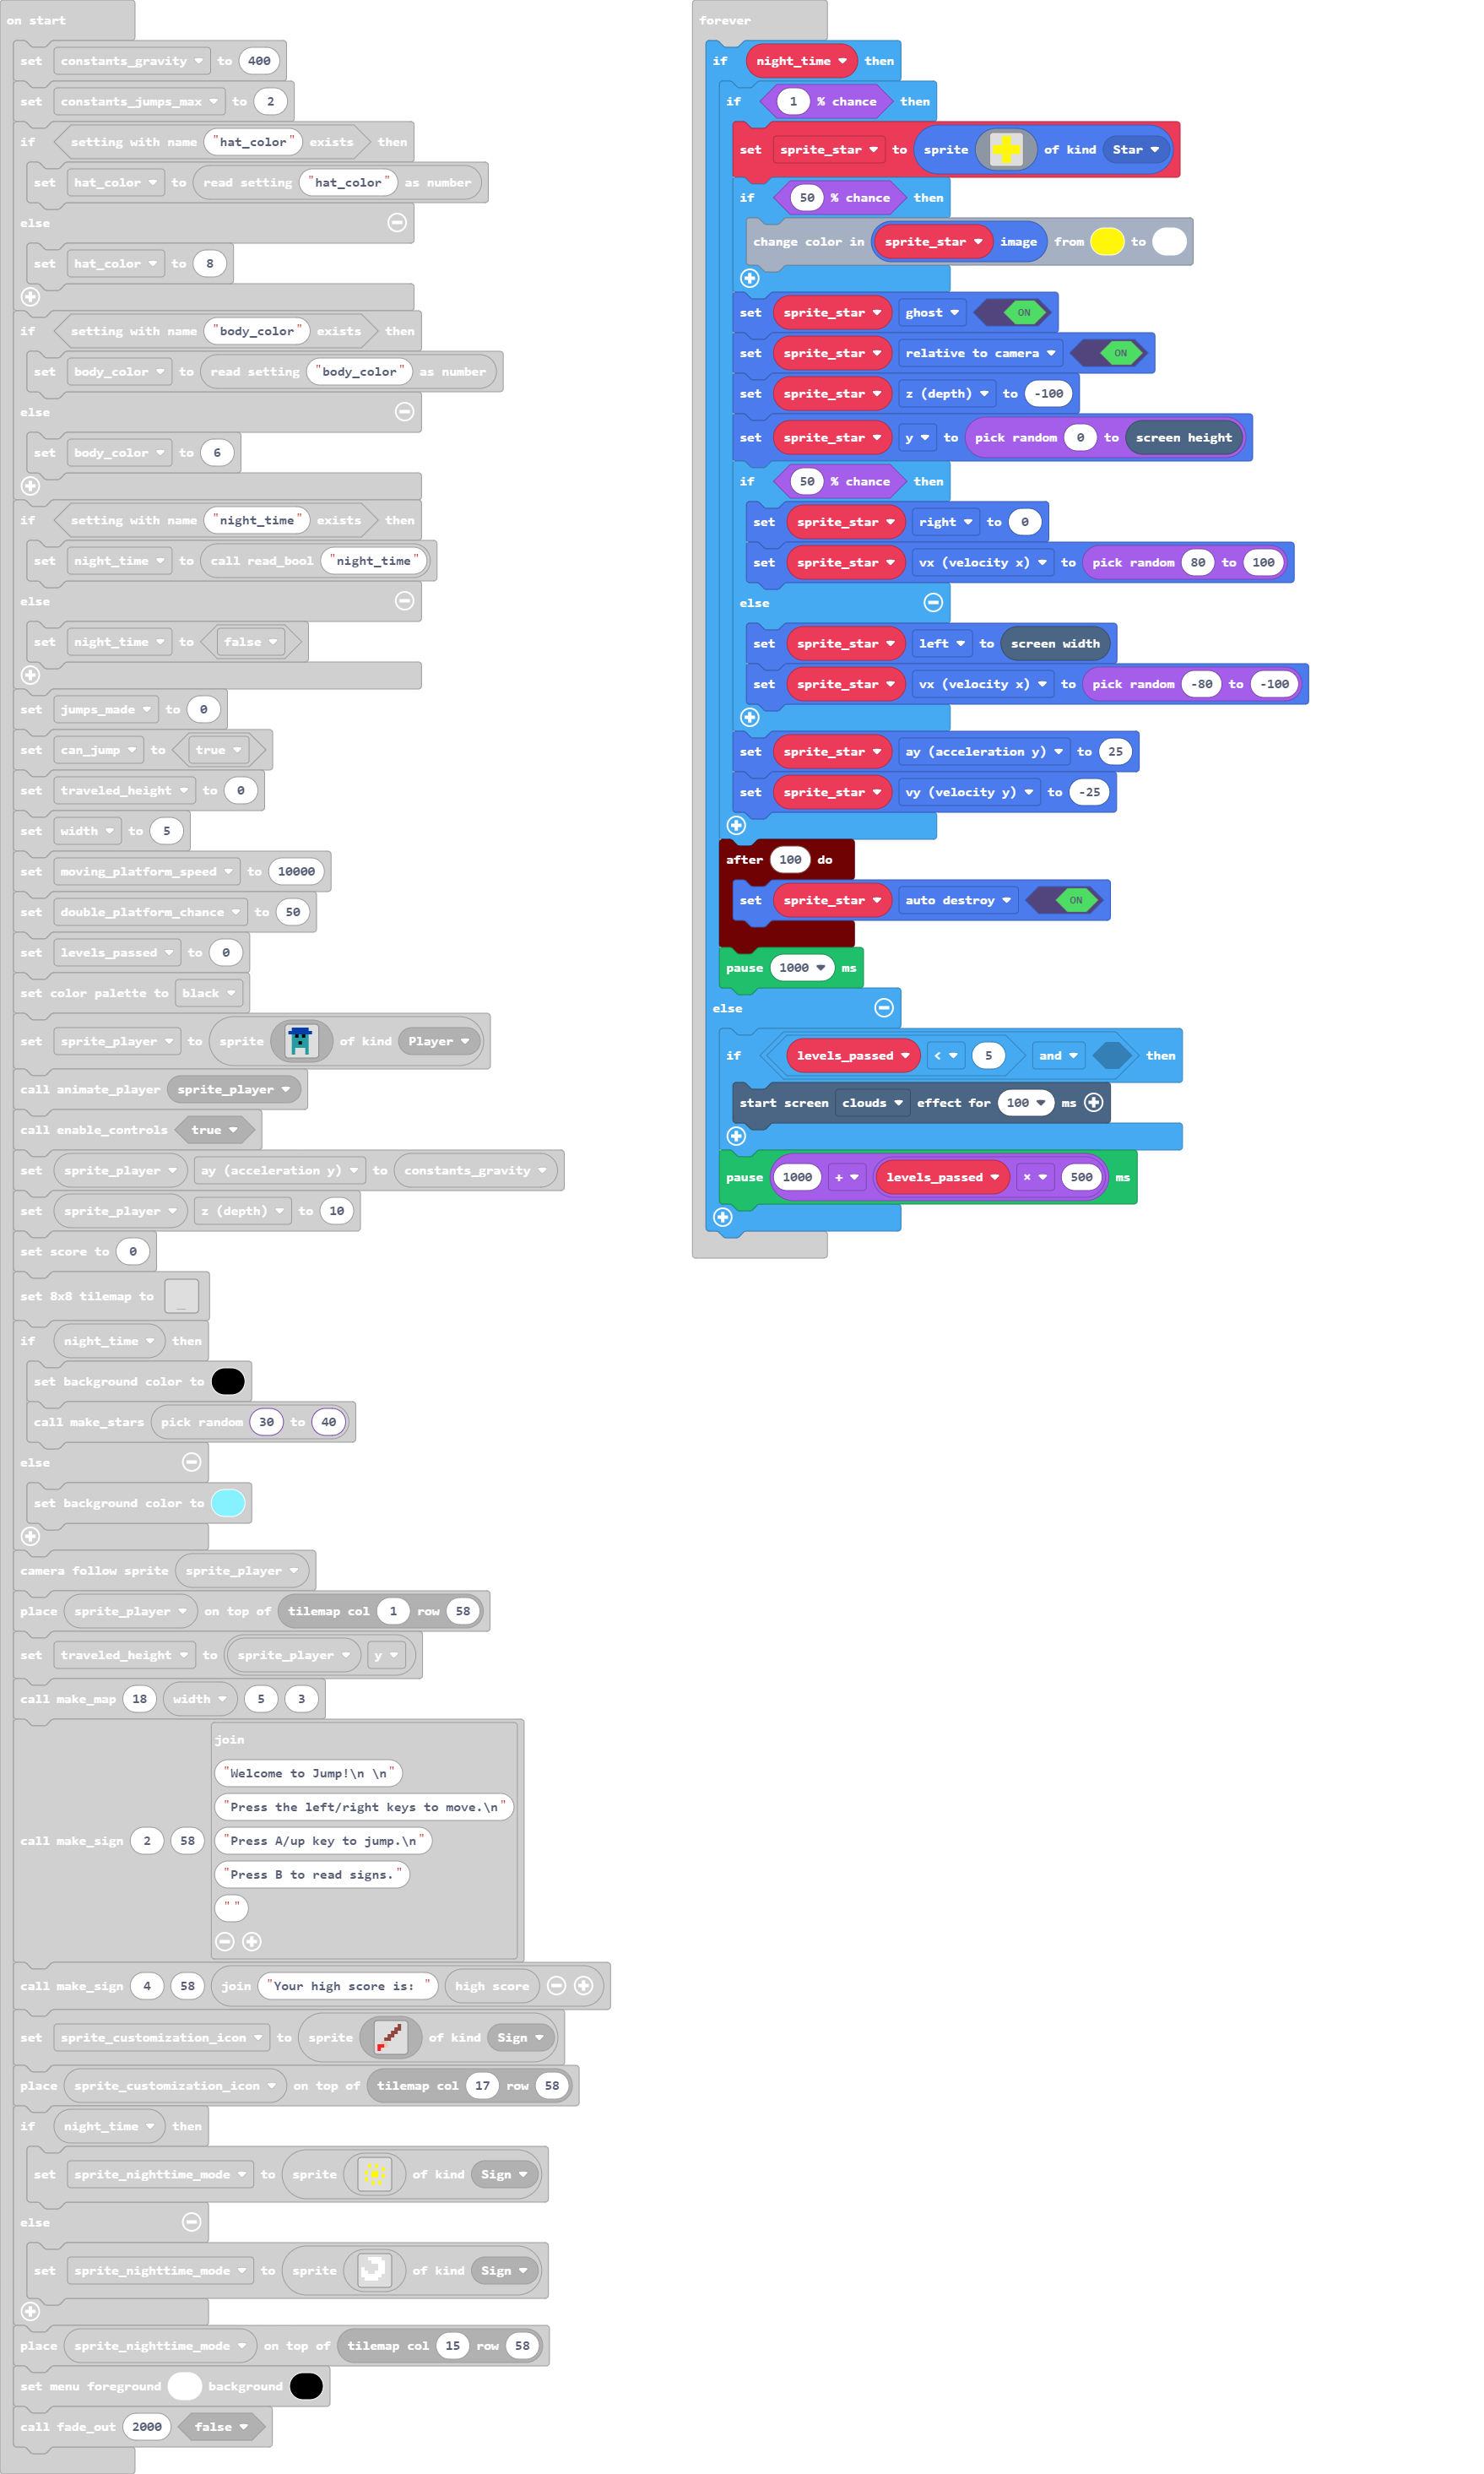 on start
set constants_gravity to 400
set constants_jumps_max to 2
if setting with name "hat_color" exists then
set hat_color to read setting "hat_color" as number
else
set hat_color to 8
if setting with name "body_color" exists then
set body_color to read setting "body_color" as number
else
set body_color to 6
if setting with name "night_time" exists then
set night_time to call read_bool "night_time"
else
set night_time to false
set jumps_made to 0
set can_jump to true
set traveled_height to 0
set width to 5
set moving_platform_speed to 10000
set double_platform_chance to 50
set levels_passed to 0
set color palette to black
set sprite_player to sprite of kind Player
call animate_player sprite_player
call enable_controls true
set sprite_player ay (acceleration y) to constants_gravity
set sprite_player z (depth) to 10
set score to 0
set 8x8 tilemap to
if night_time then
set background color to
call make_stars pick random 30 to 40
else
set background color to
camera follow sprite sprite_player
place sprite_player on top of tilemap col 1 row 58
set traveled_height to sprite_player y
call make_map 18 width 5 3
join
"Welcome to Jump!\n \n"
"Press the left/right keys to move.\n"
call make_sign 2 58 "Press A/up key to jump.\n"
"Press B to read signs."
" "
call make_sign 4 58 join "Your high score is: " high score
set sprite_customization_icon to sprite of kind Sign
place sprite_customization_icon on top of tilemap col 17 row 58
if night_time then
set sprite_nighttime_mode to sprite of kind Sign
else
set sprite_nighttime_mode to sprite of kind Sign
place sprite_nighttime_mode on top of tilemap col 15 row 58
set menu foreground background
call fade_out 2000 false
forever
if night_time then
if 1 % chance then
set sprite_star to sprite of kind Star
if 50 % chance then
change color in sprite_star image from to
set sprite_star ghost ON
set sprite_star relative to camera ON
set sprite_star z (depth) to -100
set sprite_star y to pick random 0 to screen height
if 50 % chance then
set sprite_star right to 0
set sprite_star vx (velocity x) to pick random 80 to 100
else
set sprite_star left to screen width
set sprite_star vx (velocity x) to pick random -80 to -100
set sprite_star ay (acceleration y) to 25
set sprite_star vy (velocity y) to -25
after 100 do
set sprite_star auto destroy ON
pause 1000 ms
else
if levels_passed < 5 and then
start screen clouds effect for 100 ms
pause 1000 + levels_passed × 500 ms